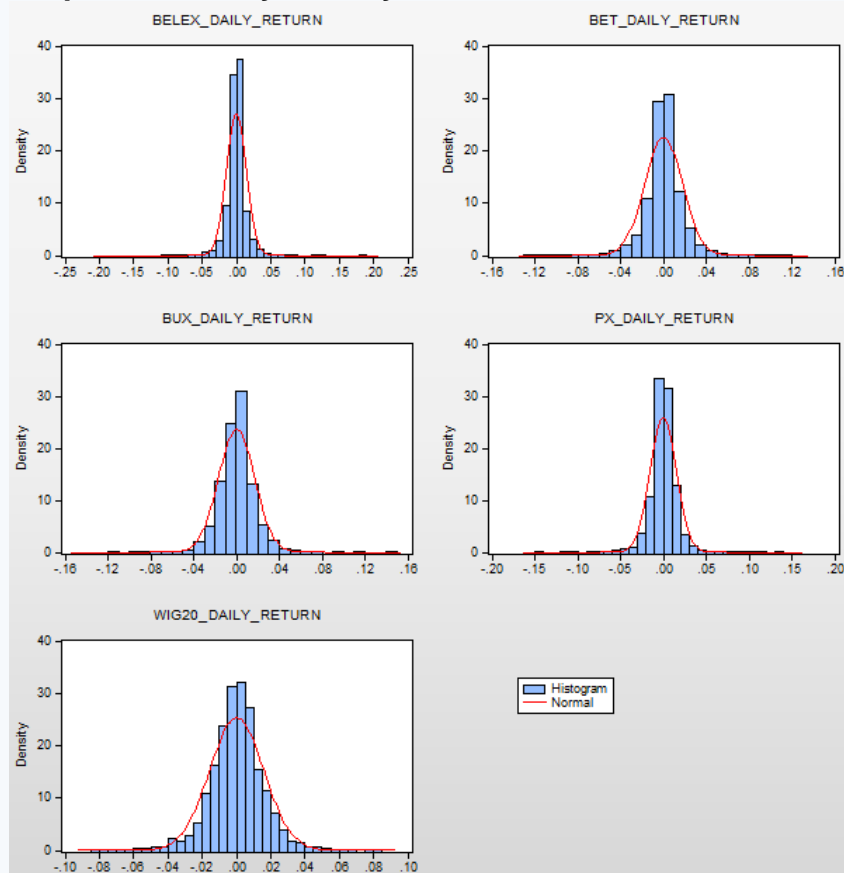 BELEX_DAILY_RETURN
40
30
20
10
0
Density
-.25 -.20 -.15 -.10 -.05 .00 .05 .10 .15 .20 .25
BET_DAILY_RETURN
40
30
20
10
0
Density
-.16 -.12 -.08 -.04 .00 .04 .08 .12 .16
BUX_DAILY_RETURN
40
30
20
10
0
Density
-.16 -.12 -.08 -.04 .00 .04 .08 .12 .16
PX_DAILY_RETURN
40
30
20
10
0
Density
-.20 -.15 -.10 -.05 .00 .05 .10 .15 .20
WIG20_DAILY_RETURN
40
30
20
10
0
Density
-.10 -.08 -.06 -.04 -.02 .00 .02 .04 .06 .08 .10
Histogram
Normal